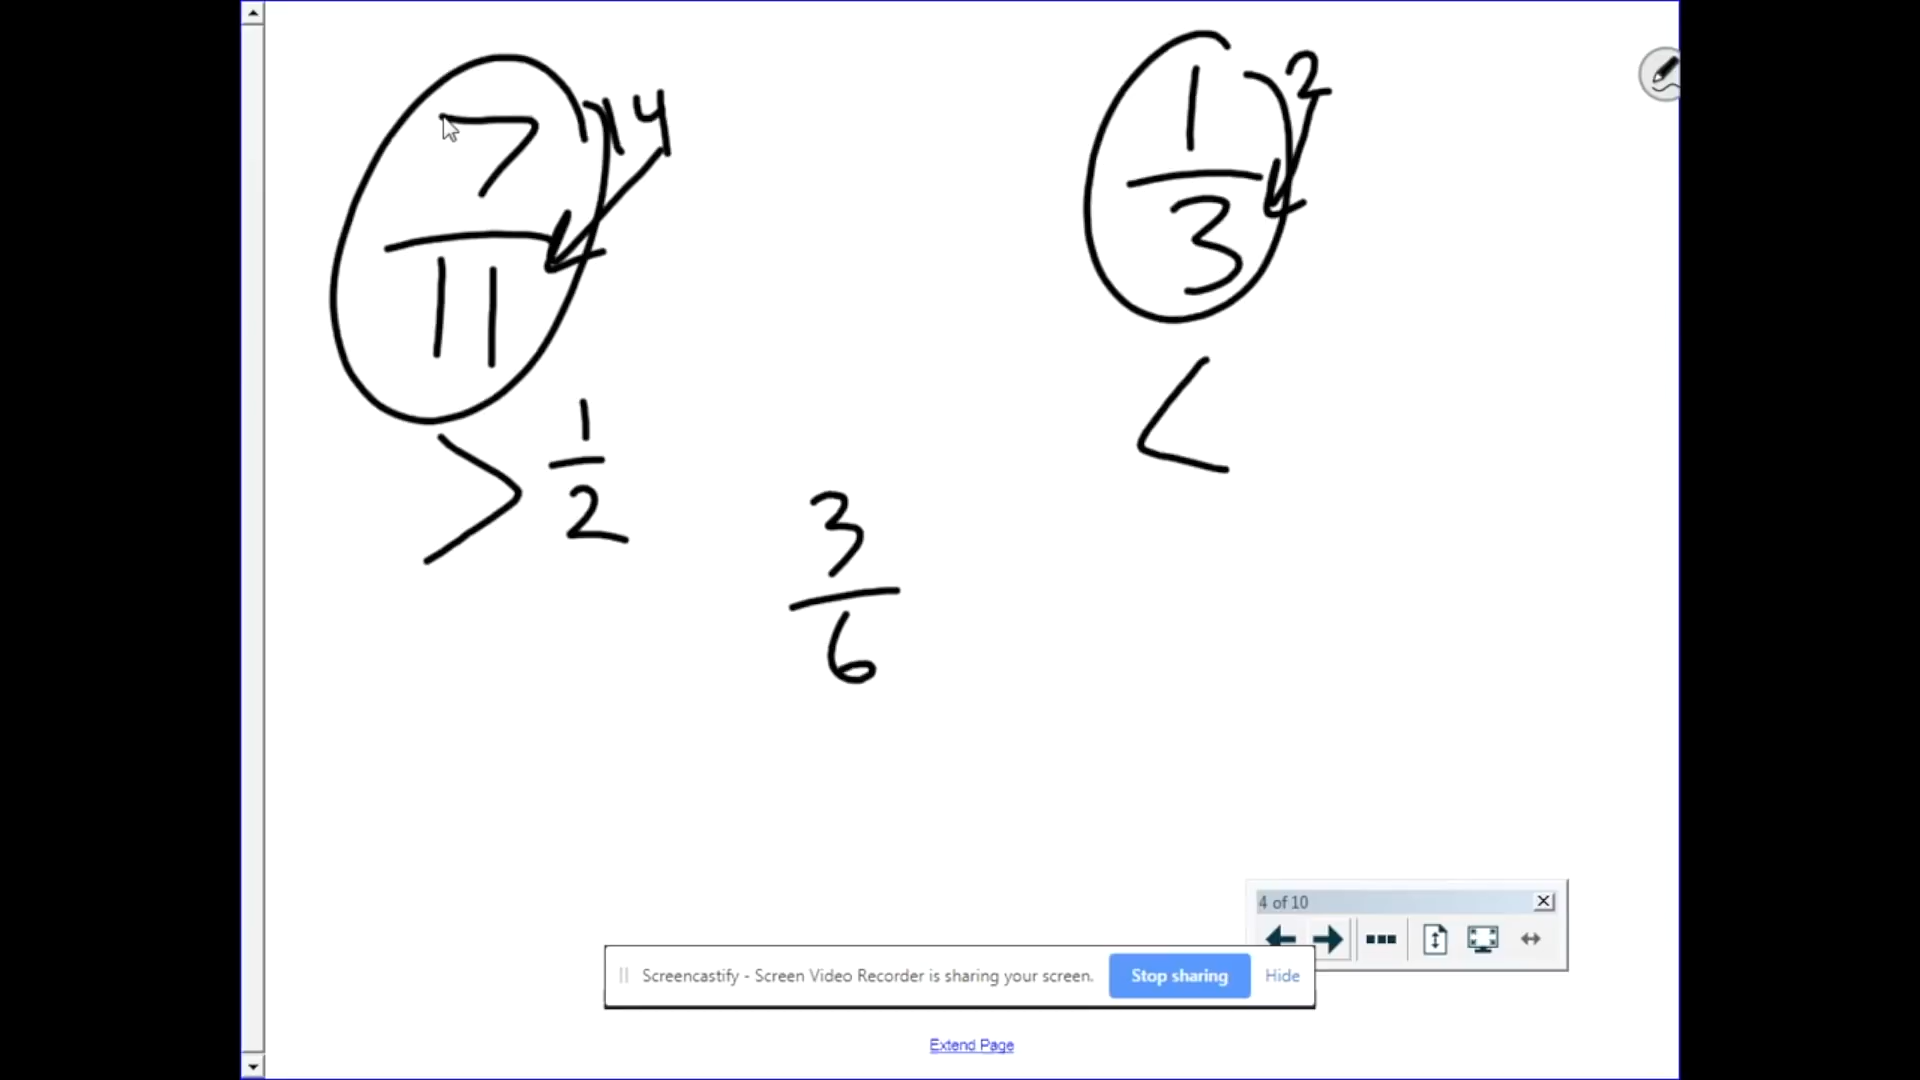 7/11 14
1/3 2
> 1/2
<
3/6
4 of 10
Screencastify - Screen Video Recorder is sharing your screen. Stop sharing Hide
Extend Page